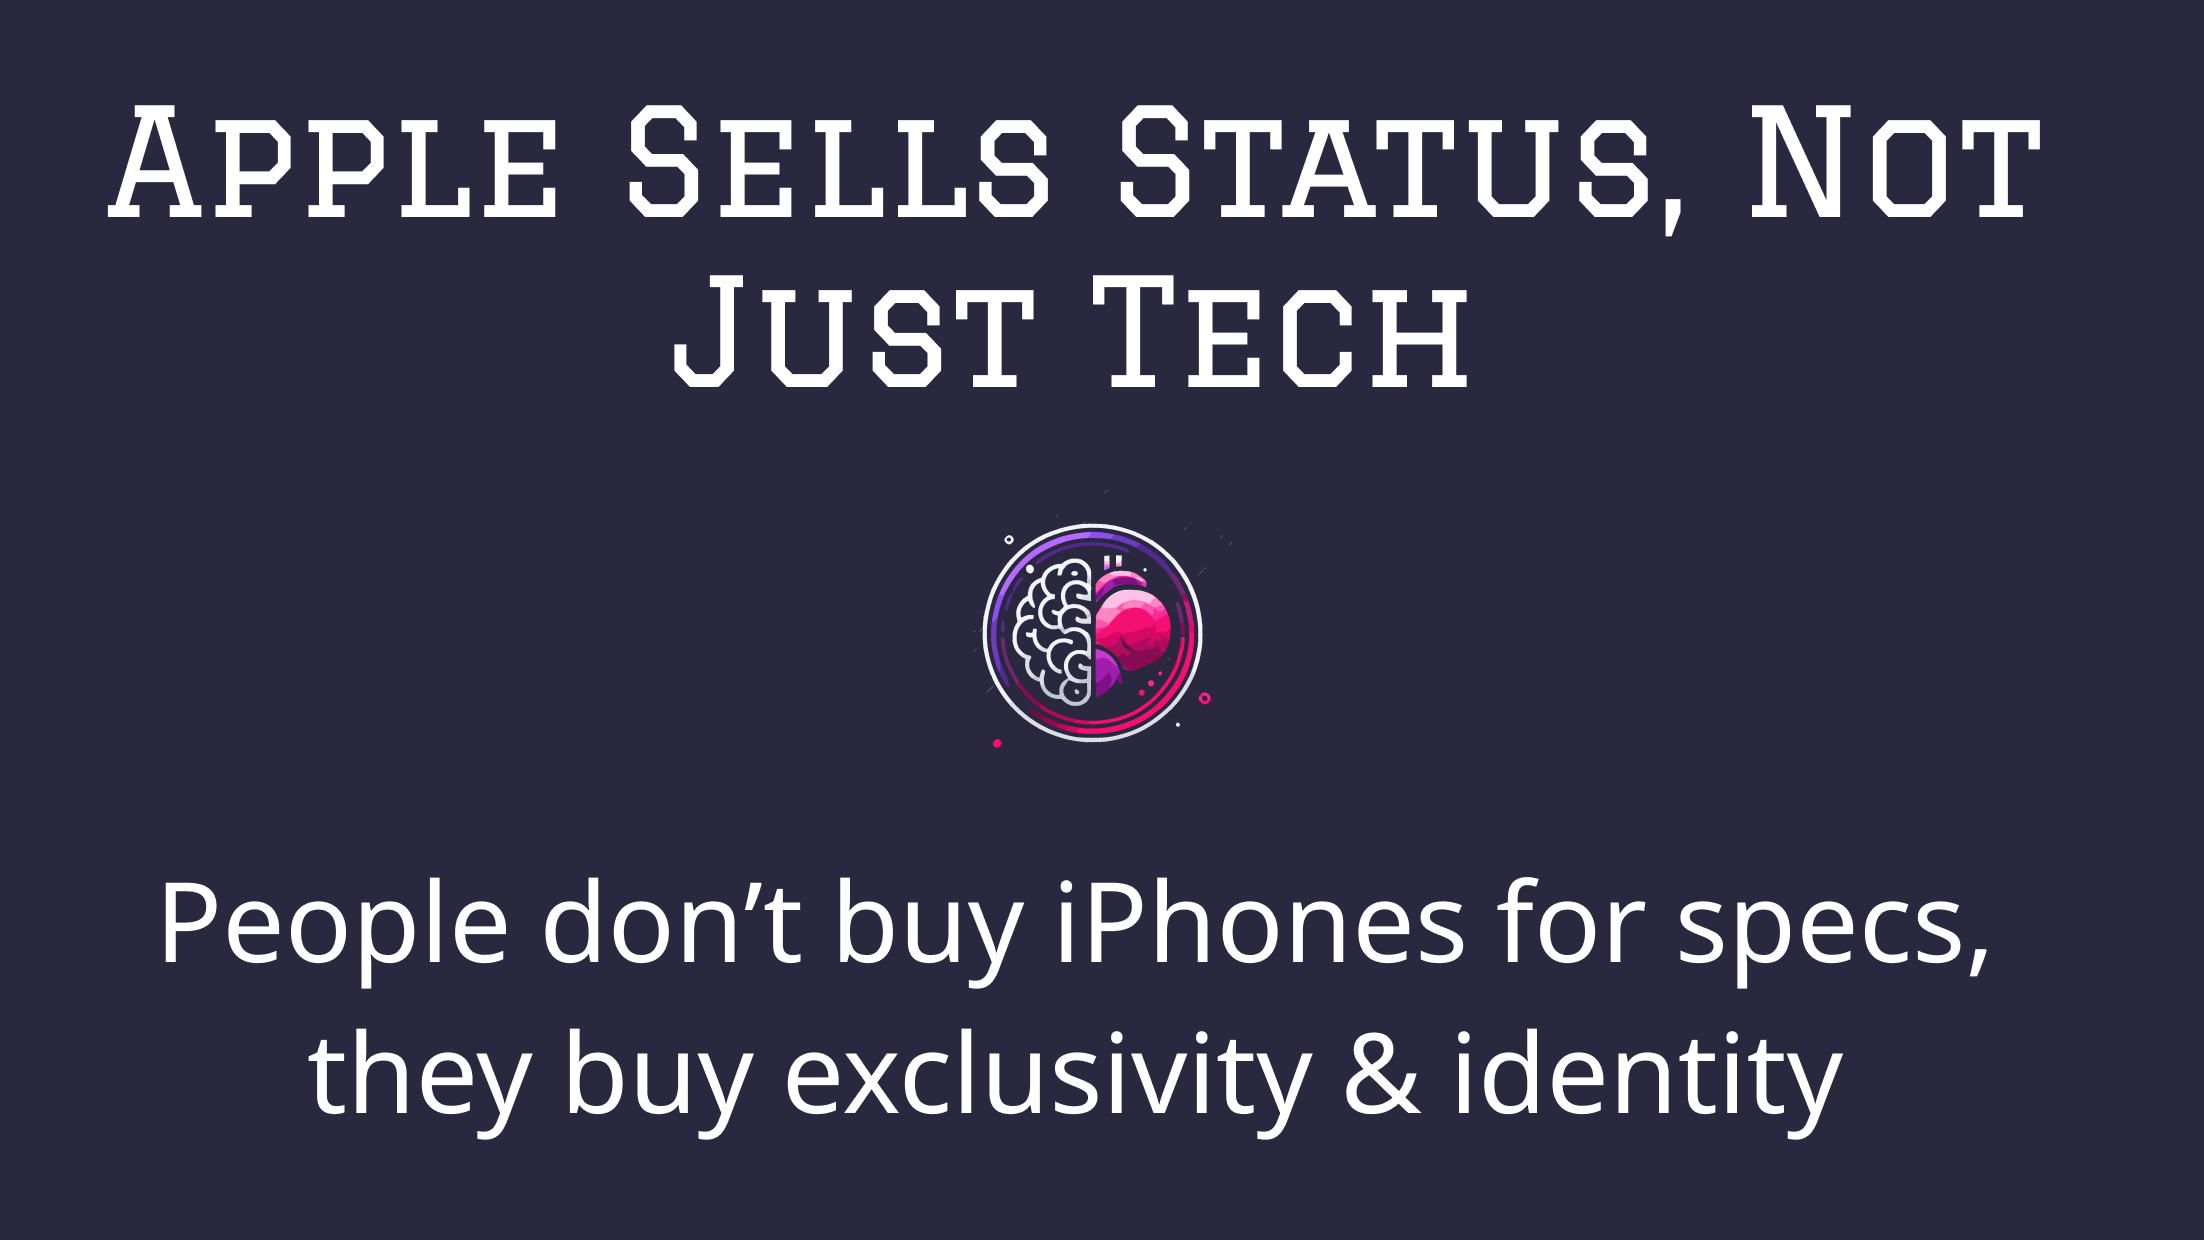 Apple Sells Status, Not
Just Tech
People don’t buy iPhones for specs,
they buy exclusivity & identity